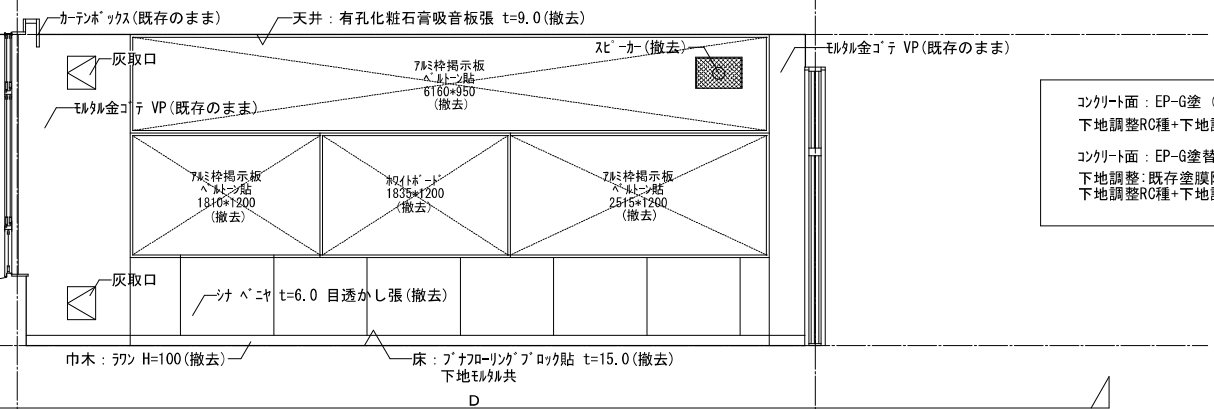 カーテンボックス(既存のまま)
天井：有孔化粧石膏吸音板張 t=9.0(撤去)
灰取口
アルミ枠掲示板
ベルトーン貼
6160*950
(撤去)
スピーカー(撤去)
モルタル金ゴテ VP(既存のまま)
モルタル金ゴテ VP(既存のまま)
コンクリート面：EP-G塗
下地調整RC種+下地
コンクリート面：EP-G塗替
下地調整:既存塗膜
下地調整RC種+下地
アルミ枠掲示板
ベルトーン貼
1810*1200
(撤去)
ホワイトボード
1835*1200
(撤去)
アルミ枠掲示板
ベルトーン貼
2515*1200
(撤去)
灰取口
シナ ベニヤ t=6.0 目透かし張(撤去)
巾木：ラワン H=100(撤去)
床：ブナフローリングブロック貼 t=15.0(撤去)
下地モルタル共
D